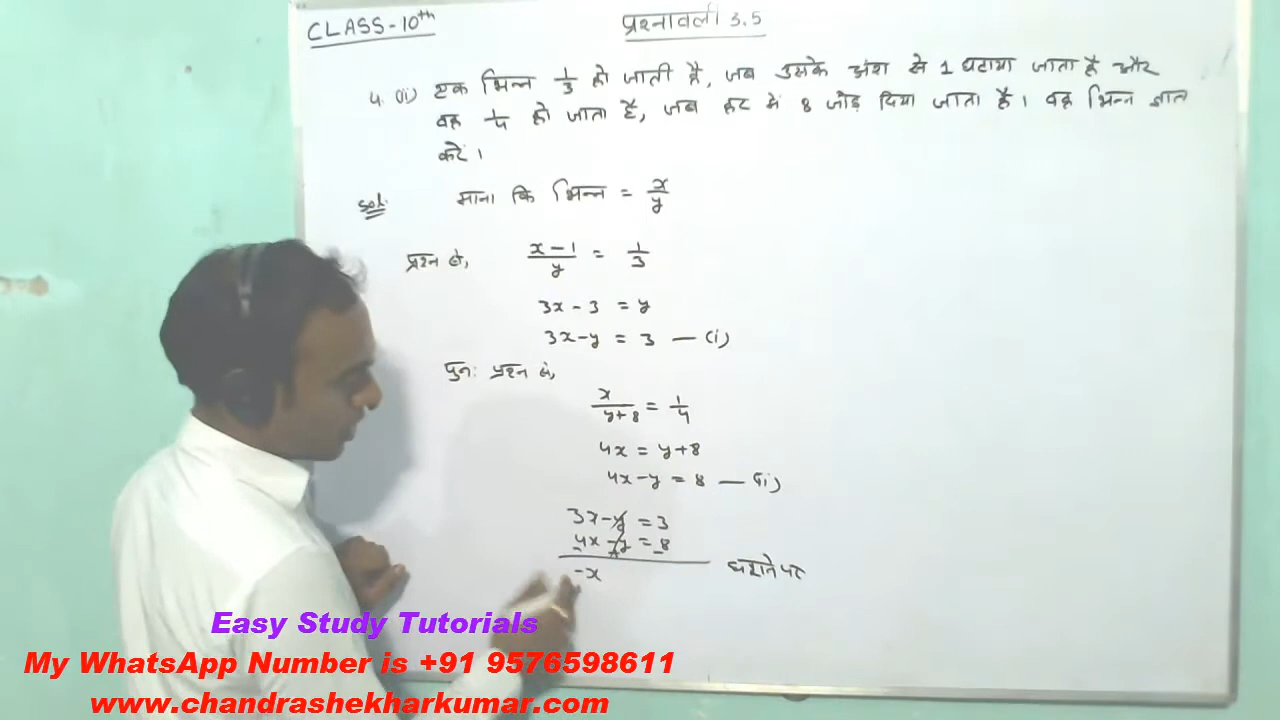 CLASS-10th
प्रश्नावली 3.5
4. (ii) एक भिन्न 1/3 हो जाती है, जब उसके अंश से 1 घटाया जाता है और
वह 1/4 हो जाता है, जब हर में 8 जोड़ दिया जाता है। वह भिन्न ज्ञात
करें।
Sol. माना कि भिन्न = x/y
प्रश्न से, (x-1)/y = 1/3
3x-3 = y
3x-y = 3 — (i)
पुनः प्रश्न से,
x/(y+8) = 1/4
4x = y+8
4x-y = 8 — (ii)
3x-y = 3
4x-y = 8
घटाने पर
-x
Easy Study Tutorials
My WhatsApp Number is +91 9576598611
www.chandrashekharkumar.com